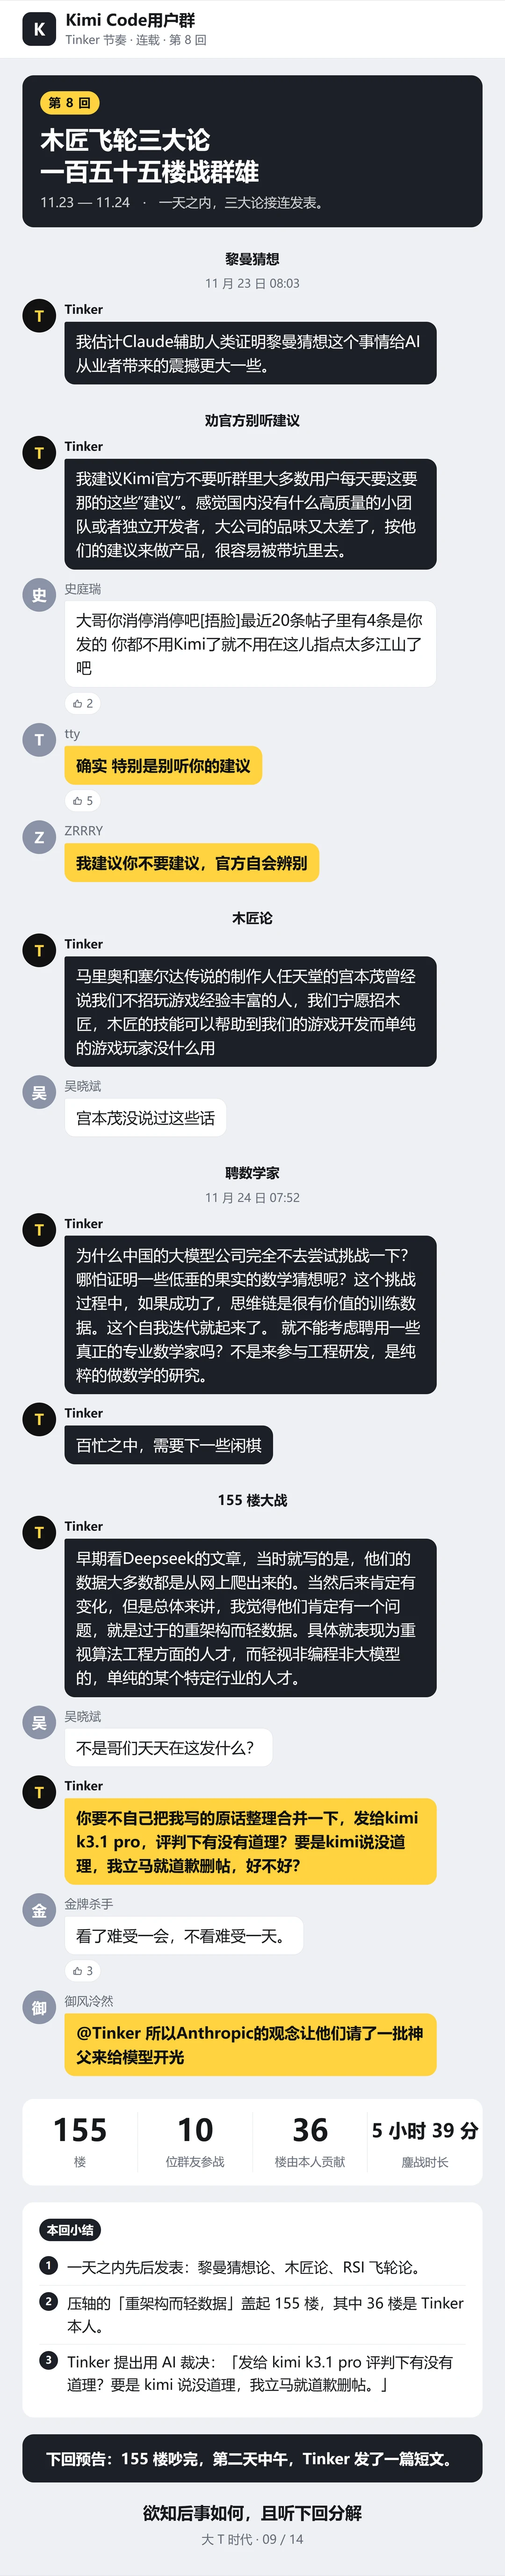 K
Kimi Code用户群
Tinker 节奏 · 连载 · 第 8 回
第 8 回
木匠飞轮三大论
一百五十五楼战群雄
11.23 — 11.24 · 一天之内，三大论接连发表。
黎曼猜想
11 月 23 日 08:03
T
Tinker
我估计Claude辅助人类证明黎曼猜想这个事情给AI
从业者带来的震撼更大一些。
劝官方别听建议
T
Tinker
我建议Kimi官方不要听群里大多数用户每天要这要
那的这些“建议”。感觉国内没有什么高质量的小团
队或者独立开发者，大公司的品味又太差了，按他
们的建议来做产品，很容易被带坑里去。
史
史庭瑞
大哥你消停消停吧[捂脸]最近20条帖子里有4条是你
发的 你都不用Kimi了就不用在这儿指点太多江山了
吧
2
T
tty
确实 特别是别听你的建议
5
Z
ZRRRY
我建议你不要建议，官方自会辨别
木匠论
T
Tinker
马里奥和塞尔达传说的制作人任天堂的宫本茂曾经
说我们不招玩游戏经验丰富的人，我们宁愿招木
匠，木匠的技能可以帮助到我们的游戏开发而单纯
的游戏玩家没什么用
吴
吴晓斌
宫本茂没说过这些话
聘数学家
11 月 24 日 07:52
T
Tinker
为什么中国的大模型公司完全不去尝试挑战一下？
哪怕证明一些低垂的果实的数学猜想呢？这个挑战
过程中，如果成功了，思维链是很有价值的训练数
据。这个自我迭代就起来了。 就不能考虑聘用一些
真正的专业数学家吗？不是来参与工程研发，是纯
粹的做数学的研究。
T
Tinker
百忙之中，需要下一些闲棋
155 楼大战
T
Tinker
早期看Deepseek的文章，当时就写的是，他们的
数据大多数都是从网上爬出来的。当然后来肯定有
变化，但是总体来讲，我觉得他们肯定有一个问
题，就是过于的重架构而轻数据。具体就表现为重
视算法工程方面的人才，而轻视非编程非大模型
的，单纯的某个特定行业的人才。
吴
吴晓斌
不是哥们天天在这发什么？
T
Tinker
你要不自己把我写的原话整理合并一下，发给kimi
k3.1 pro，评判下有没有道理？要是kimi说没道
理，我立马就道歉删帖，好不好？
金
金牌杀手
看了难受一会，不看难受一天。
3
御
御风泠然
@Tinker 所以Anthropic的观念让他们请了一批神
父来给模型开光
155
楼
10
位群友参战
36
楼由本人贡献
5 小时 39 分
鏖战时长
本回小结
1 一天之内先后发表：黎曼猜想论、木匠论、RSI 飞轮论。
2 压轴的「重架构而轻数据」盖起 155 楼，其中 36 楼是 Tinker
本人。
3 Tinker 提出用 AI 裁决：「发给 kimi k3.1 pro 评判下有没有
道理？要是 kimi 说没道理，我立马就道歉删帖。」
下回预告：155 楼吵完，第二天中午，Tinker 发了一篇短文。
欲知后事如何，且听下回分解
大 T 时代 · 09 / 14